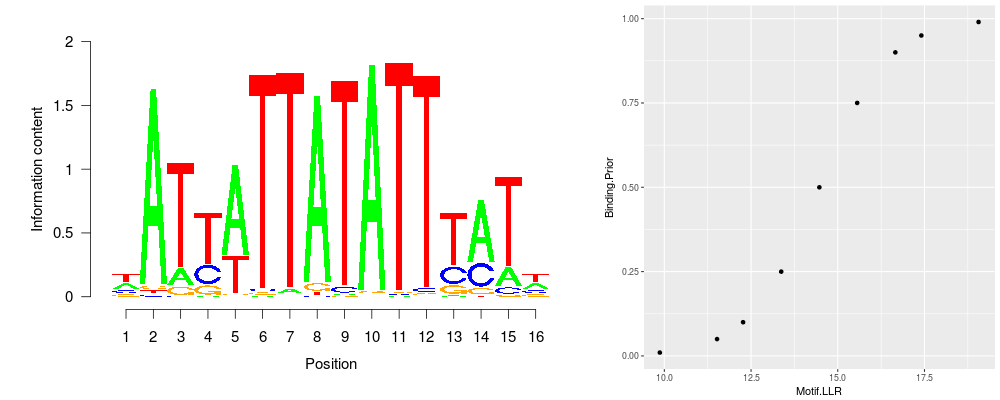 Information content
2
1.5
1
0.5
0
T A T T A T T A T A T T T A T T
A C T C C A A
1 2 3 4 5 6 7 8 9 10 11 12 13 14 15 16
Position
Binding.Prior
1.00
0.75
0.50
0.25
0.00
10.0 12.5 15.0 17.5
Motif.LLR